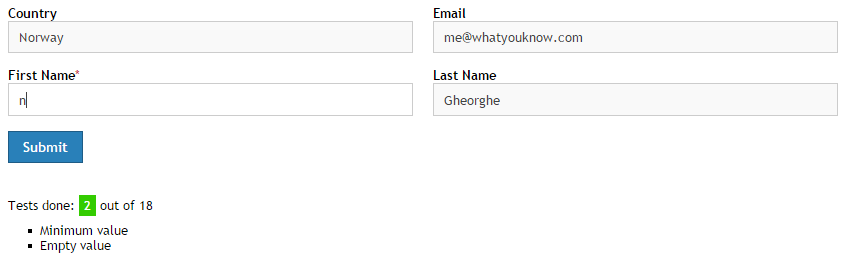 Country Email
Norway me@whatyouknow.com
First Name* Last Name
n Gheorghe
Submit
Tests done: 2 out of 18
Minimum value
Empty value